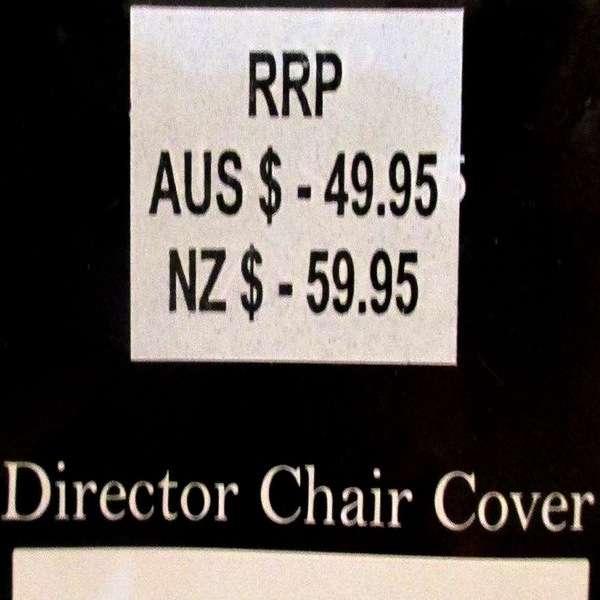 RRP
AUS $ - 49.95
NZ $ - 59.95
Director Chair Cover